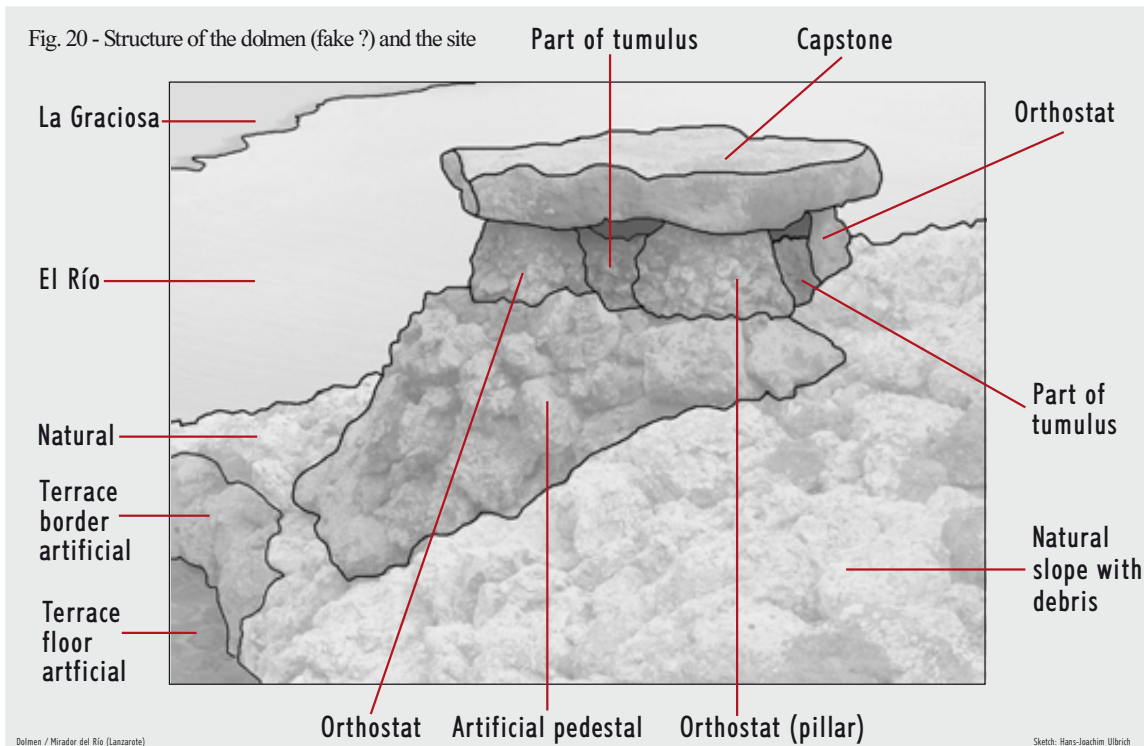 Fig. 20 - Structure of the dolmen (fake ?) and the site
Part of tumulus
Capstone
La Graciosa
Orthostat
El Río
Part of
tumulus
Natural
Terrace
border
artificial
Natural
slope with
debris
Terrace
floor
artficial
Orthostat
Artificial pedestal
Orthostat (pillar)
Dolmen / Mirador del Río (Lanzarote)
Sketch: Hans-Joachim Ulbrich